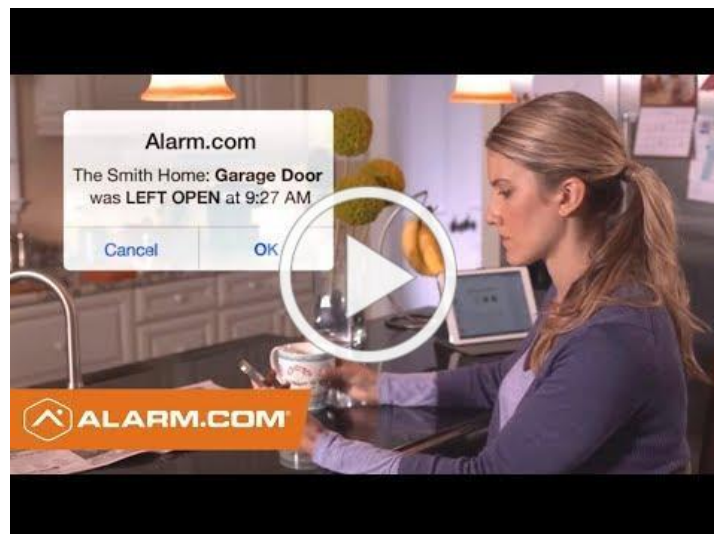 Alarm.com
The Smith Home: Garage Door
was LEFT OPEN at 9:27 AM
Cancel
OK
ALARM.COM